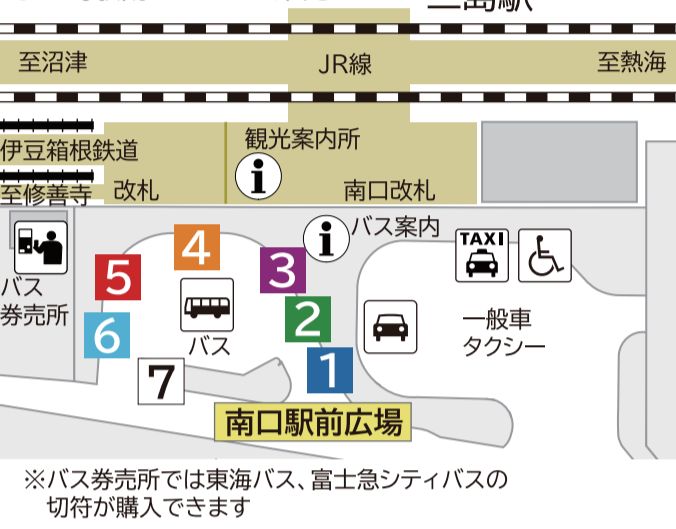 三島駅
至沼津
JR線
至熱海
伊豆箱根鉄道
至修善寺
改札
観光案内所
i
南口改札
i
バス案内
TAXI
バス
券売所
5
4
3
6
バス
2
一般車
タクシー
7
1
南口駅前広場
※バス券売所では東海バス、富士急シティバスの
切符が購入できます